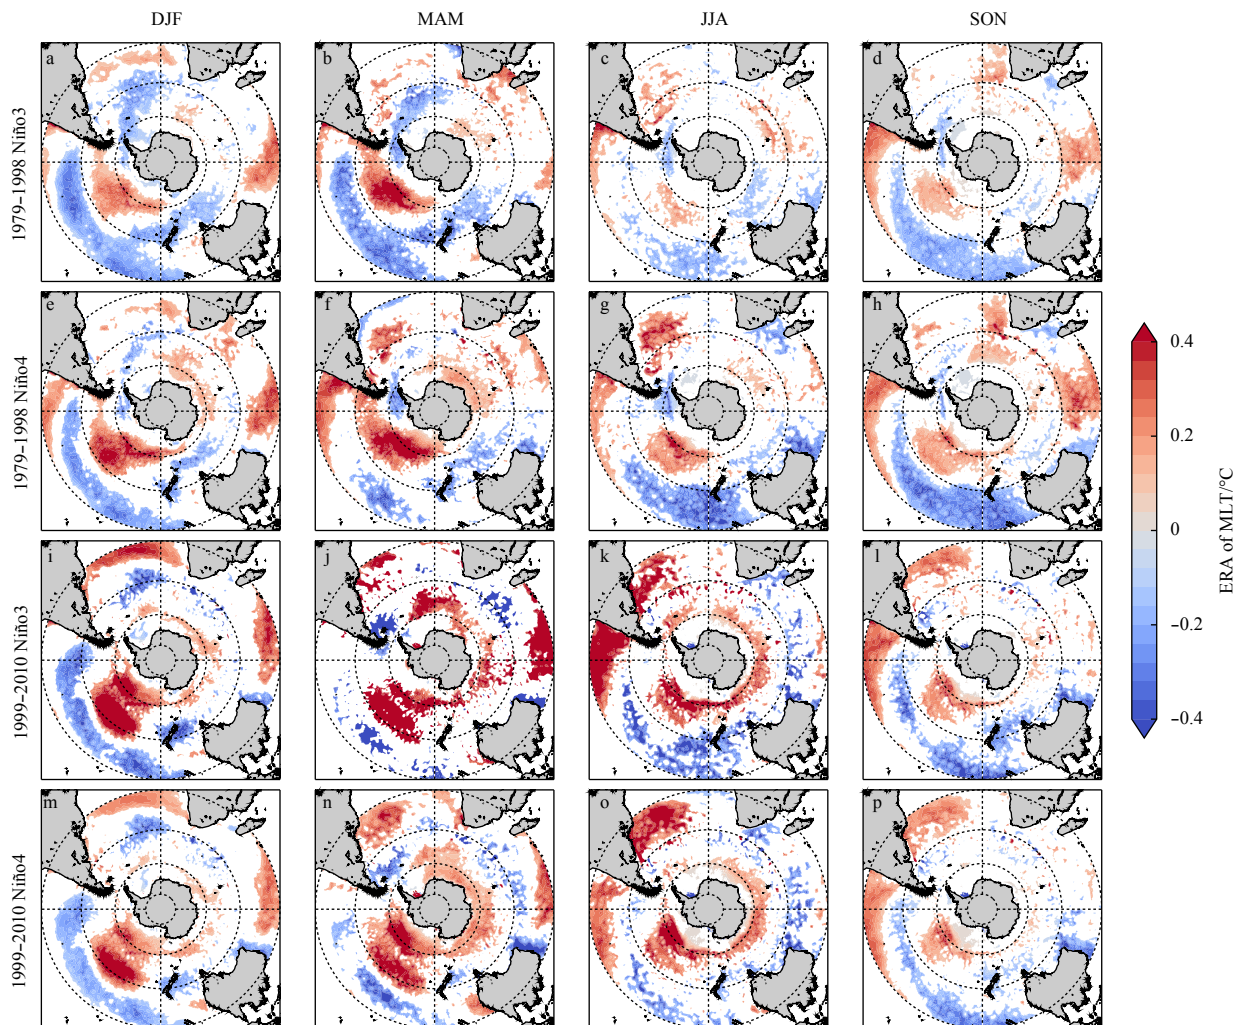 DJF MAM JJA SON
1979−1998 Niño3
a b c d
1979−1998 Niño4
e f g h
1999−2010 Niño3
i j k l
1999−2010 Niño4
m n o p
0.4
0.2
0
−0.2
−0.4
ERA of MLT/°C